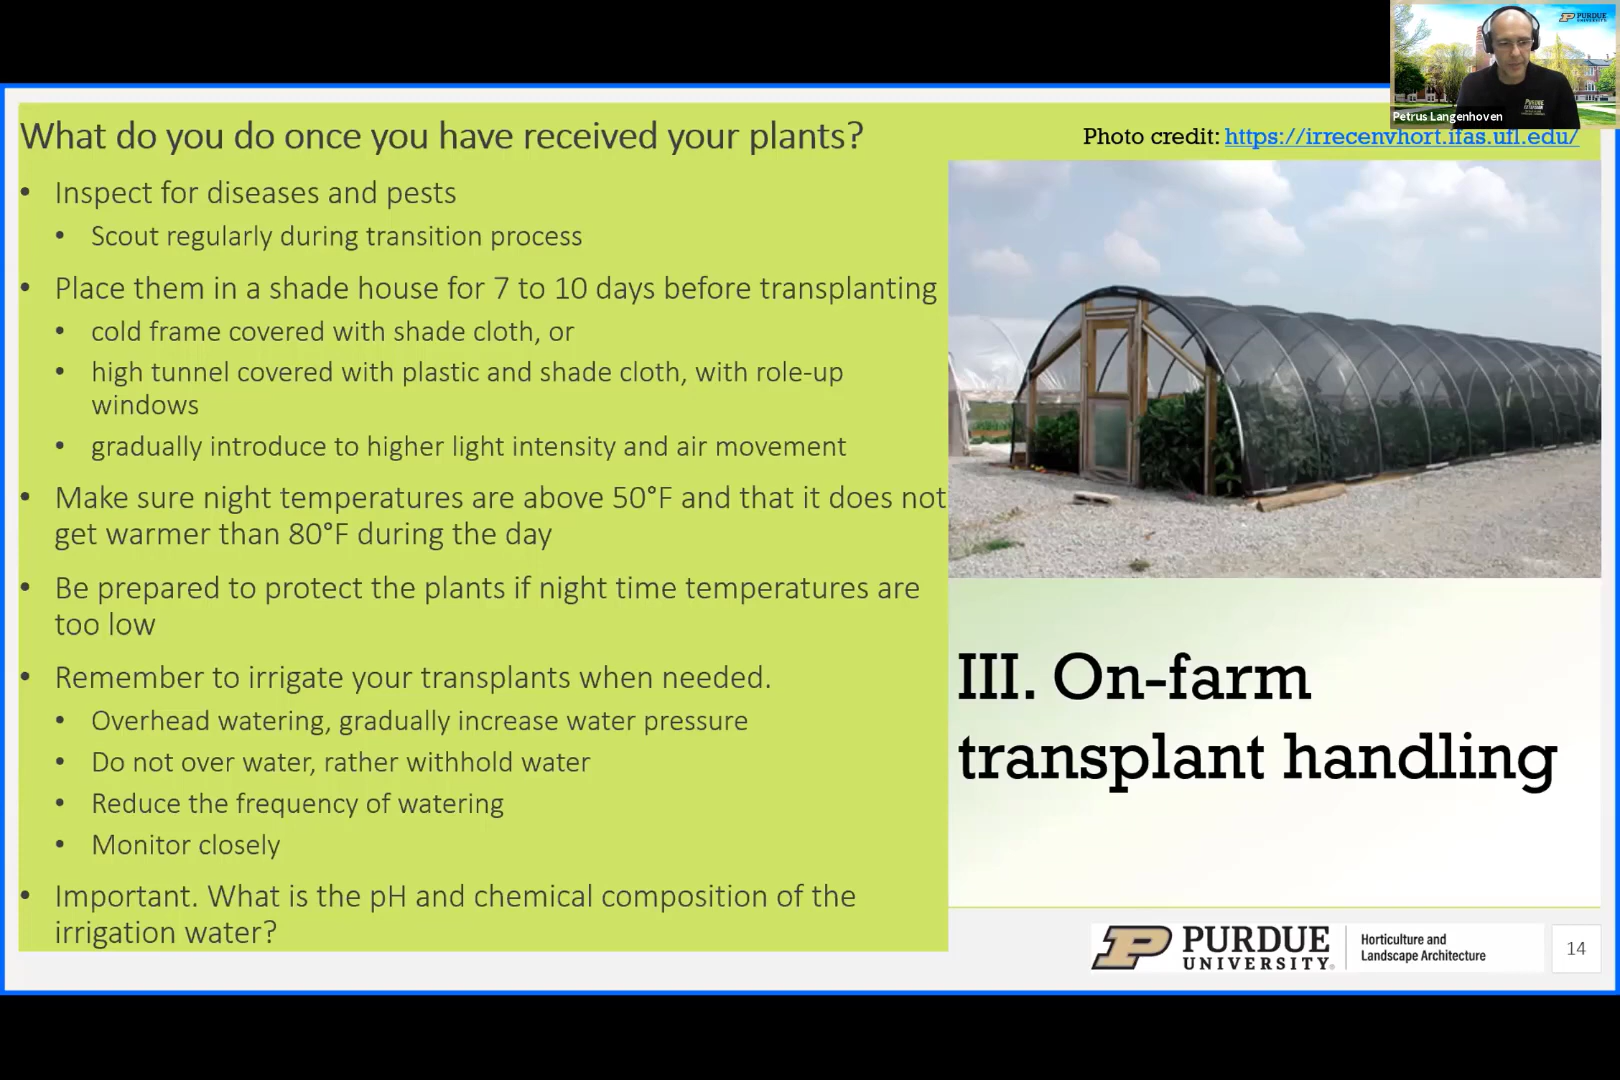 PURDUE
UNIVERSITY
PURDUE
Petrus Langenhoven
What do you do once you have received your plants?
Photo credit: https://irrecenvhort.ifas.ufl.edu/
• Inspect for diseases and pests
• Scout regularly during transition process
• Place them in a shade house for 7 to 10 days before transplanting
• cold frame covered with shade cloth, or
• high tunnel covered with plastic and shade cloth, with role-up
windows
• gradually introduce to higher light intensity and air movement
• Make sure night temperatures are above 50°F and that it does not
get warmer than 80°F during the day
• Be prepared to protect the plants if night time temperatures are
too low
• Remember to irrigate your transplants when needed.
• Overhead watering, gradually increase water pressure
• Do not over water, rather withhold water
• Reduce the frequency of watering
• Monitor closely
• Important. What is the pH and chemical composition of the
irrigation water?
III. On-farm
transplant handling
PURDUE
UNIVERSITY®
Horticulture and
Landscape Architecture
14